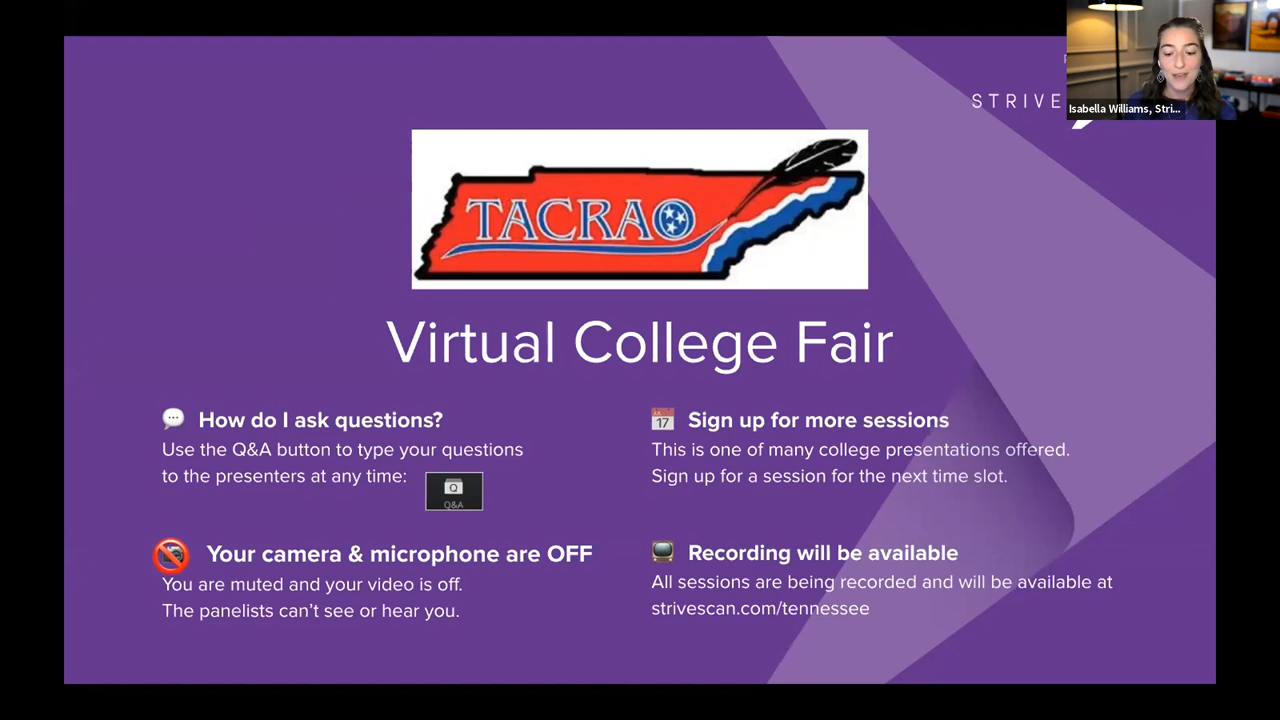 STRIVE
Isabella Williams, Stri...
TACRAO
Virtual College Fair
How do I ask questions?
Use the Q&A button to type your questions
to the presenters at any time:
Q
Q&A
Your camera & microphone are OFF
You are muted and your video is off.
The panelists can't see or hear you.
JUL
17
Sign up for more sessions
This is one of many college presentations offered.
Sign up for a session for the next time slot.
Recording will be available
All sessions are being recorded and will be available at
strivescan.com/tennessee